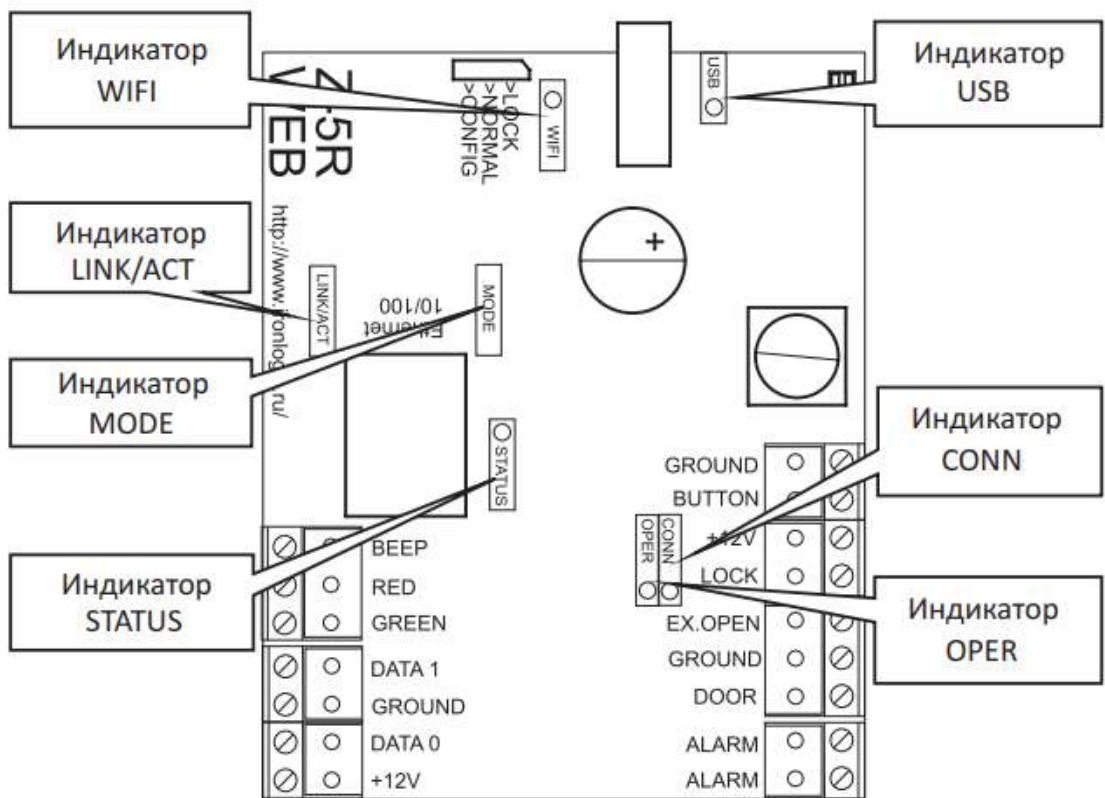 Индикатор
WIFI
Индикатор
USB
USB
>LOCK
>NORMAL
>CONFIG
WIFI
5R
EB
Индикатор
LINK/ACT
LINK/ACT
MODE
Ethernet
10/100
+
Индикатор
MODE
STATUS
Индикатор
CONN
GROUND
BUTTON
+12V
LOCK
EX.OPEN
GROUND
DOOR
ALARM
ALARM
CONN
OPER
Индикатор
OPER
Индикатор
STATUS
BEEP
RED
GREEN
DATA 1
GROUND
DATA 0
+12V